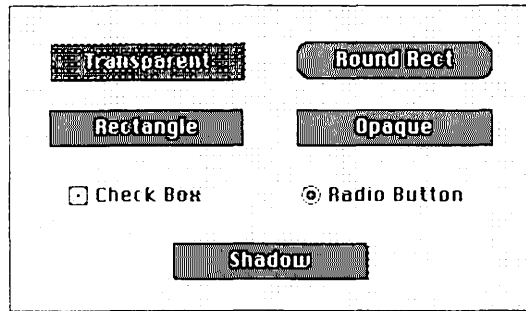 Transparent
Round Rect
Rectangle
Opaque
Check Box
Radio Button
Shadow